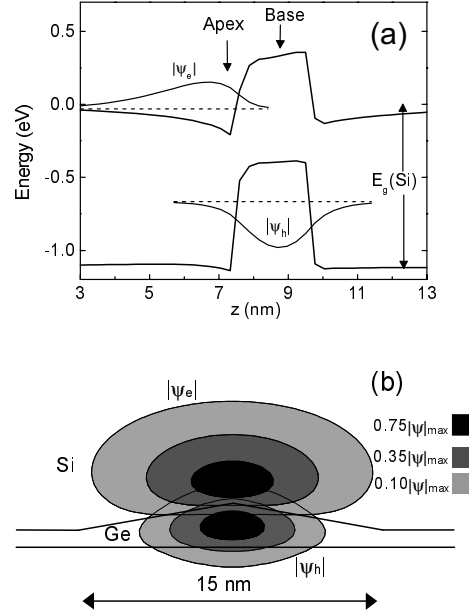 (a)
Apex
Base
|ψe|
|ψh|
Eg(Si)
Energy (eV)
0.5
0.0
-0.5
-1.0
3
5
7
9
11
13
z (nm)
(b)
|ψe|
0.75|ψ|max
0.35|ψ|max
0.10|ψ|max
Si
Ge
|ψh|
15 nm